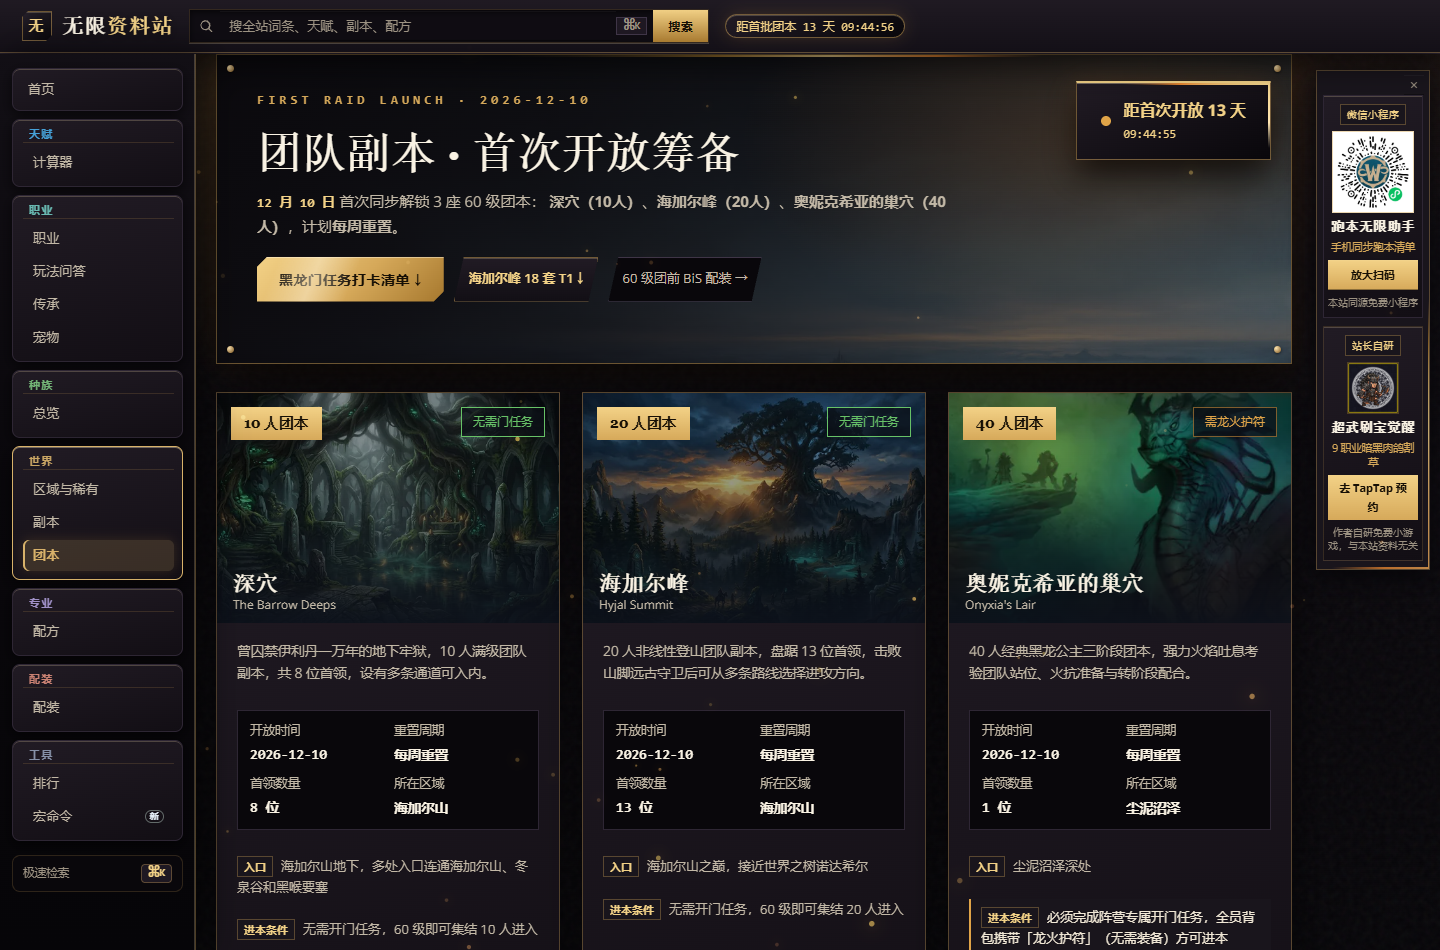 无 无限资料站
搜全站词条、天赋、副本、配方
⌘K
搜索
距首批团本 13 天 09:44:56
首页
天赋
计算器
职业
职业
玩法问答
传承
宠物
种族
总览
世界
区域与稀有
副本
团本
专业
配方
配装
配装
工具
排行
宏命令 新
极速检索 ⌘K
FIRST RAID LAUNCH · 2026-12-10
团队副本 · 首次开放筹备
12 月 10 日 首次同步解锁 3 座 60 级团本： 深穴（10人）、海加尔峰（20人）、奥妮克希亚的巢穴（40
人），计划每周重置。
黑龙门任务打卡清单 ↓
海加尔峰 18 套 T1 ↓
60 级团前 BiS 配装 →
距首次开放 13 天
09:44:55
10 人团本
无需门任务
深穴
The Barrow Deeps
曾囚禁伊利丹一万年的地下牢狱，10 人满级团队
副本，共 8 位首领，设有多条通道可入内。
开放时间 重置周期
2026-12-10 每周重置
首领数量 所在区域
8 位 海加尔山
入口 海加尔山地下，多处入口连通海加尔山、冬
泉谷和黑喉要塞
进本条件 无需开门任务，60 级即可集结 10 人进入
20 人团本
无需门任务
海加尔峰
Hyjal Summit
20 人非线性登山团队副本，盘踞 13 位首领，击败
山脚远古守卫后可从多条路线选择进攻方向。
开放时间 重置周期
2026-12-10 每周重置
首领数量 所在区域
13 位 海加尔山
入口 海加尔山之巅，接近世界之树诺达希尔
进本条件 无需开门任务，60 级即可集结 20 人进入
40 人团本
需龙火护符
奥妮克希亚的巢穴
Onyxia's Lair
40 人经典黑龙公主三阶段团本，强力火焰吐息考
验团队站位、火抗准备与转阶段配合。
开放时间 重置周期
2026-12-10 每周重置
首领数量 所在区域
1 位 尘泥沼泽
入口 尘泥沼泽深处
进本条件 必须完成阵营专属开门任务，全员背
包携带「龙火护符」（无需装备）方可进本
×
微信小程序
跑本无限助手
手机同步跑本清单
放大扫码
本站同源免费小程序
站长自研
超武刷宝觉醒
9 职业暗黑肉鸽割
草
去 TapTap 预
约
作者自研免费小游
戏，与本站资料无关